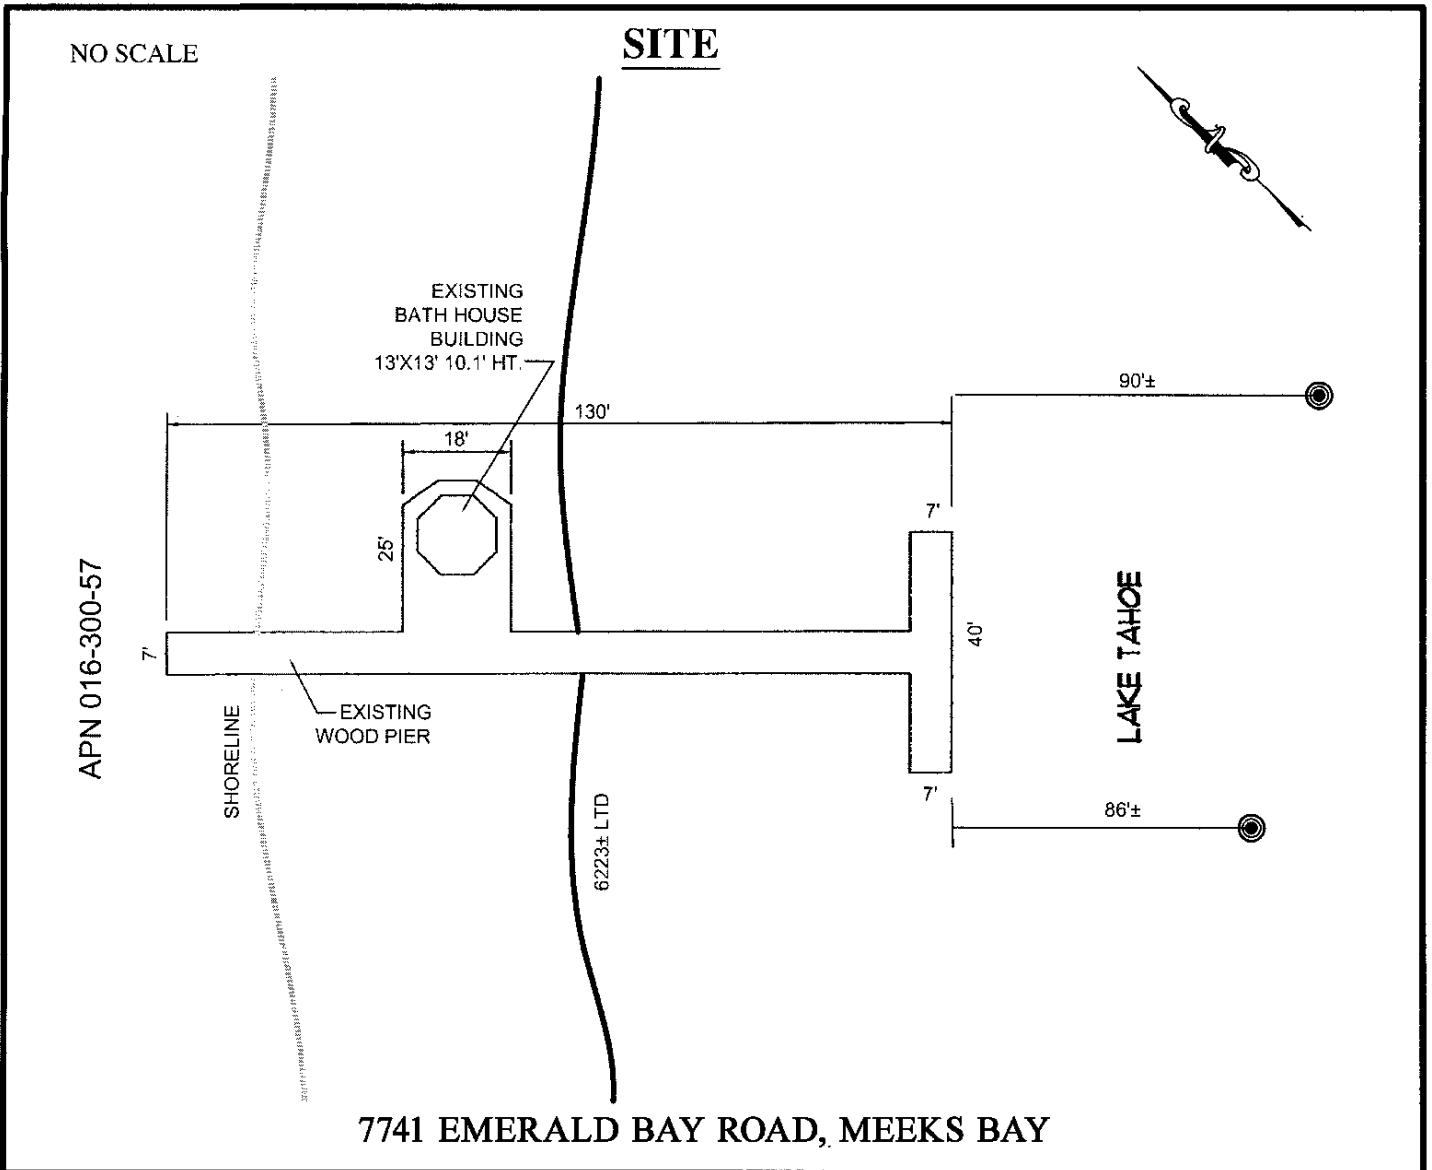 NO SCALE
SITE
EXISTING
BATH HOUSE
BUILDING
13'X13' 10.1' HT.
90'±
130'
18'
25'
7'
7'
40'
7'
7'
86'±
APN 016-300-57
SHORELINE
EXISTING
WOOD PIER
6223± LTD
LAKE TAHOE
7741 EMERALD BAY ROAD, MEEKS BAY